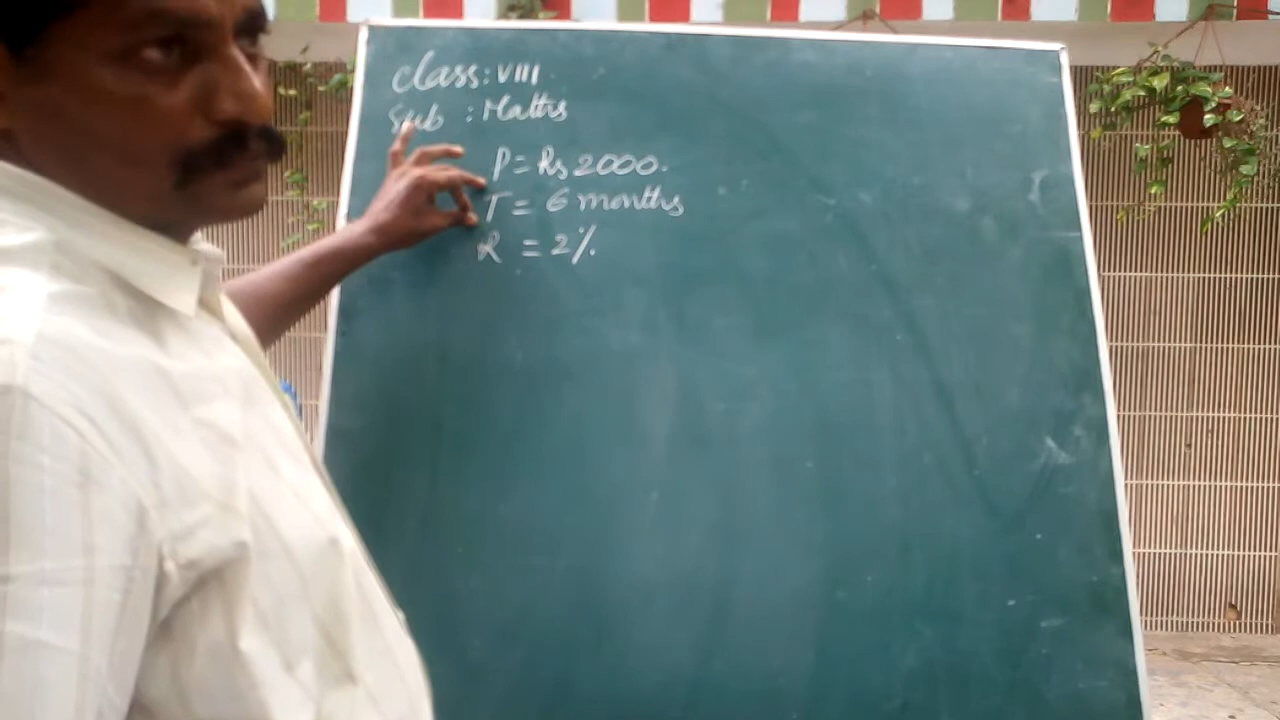 Class: VIII
Sub : Maths
P = Rs 2000.
T = 6 months
R = 2%